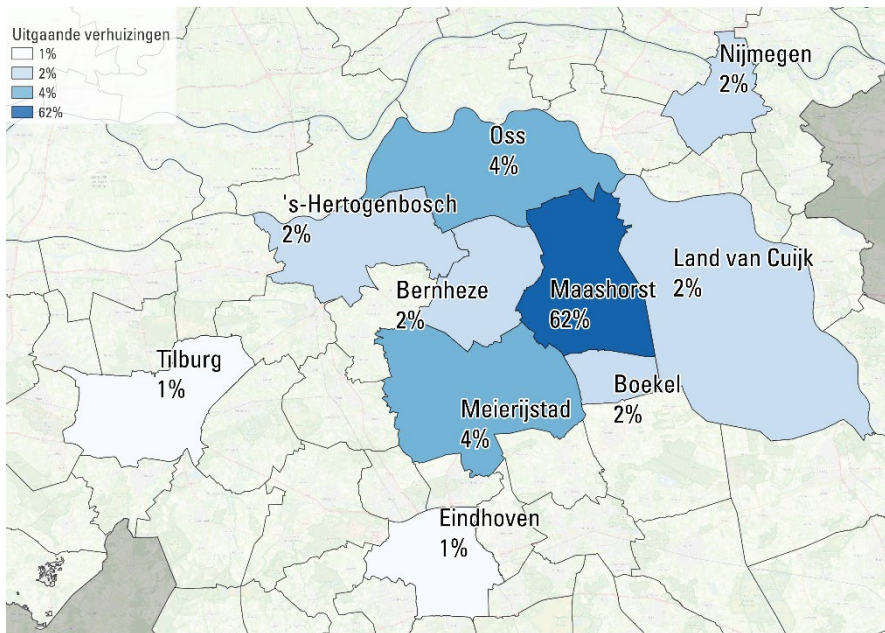 Uitgaande verhuizingen
1%
2%
4%
62%
Nijmegen
2%
Oss
4%
's-Hertogenbosch
2%
Land van Cuijk
2%
Bernheze
2%
Maashorst
62%
Tilburg
1%
Boekel
2%
Meierijstad
4%
Eindhoven
1%